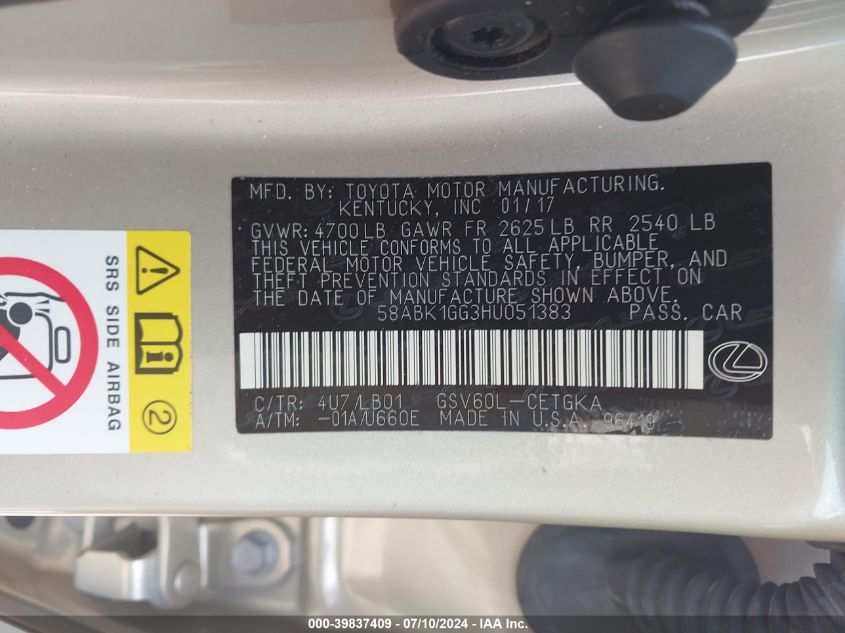 MFD. BY: TOYOTA MOTOR MANUFACTURING.
KENTUCKY, INC 01/17
GVWR: 4700LB GAWR FR 2625LB RR 2540 LB
THIS VEHICLE CONFORMS TO ALL APPLICABLE
FEDERAL MOTOR VEHICLE SAFETY, BUMPER, AND
THEFT PREVENTION STANDARDS IN EFFECT ON
THE DATE OF MANUFACTURE SHOWN ABOVE.
58ABK1GG3HU051383 PASS. CAR
C/TR: 4U7/LB01 GSV60L-CETGKA
A/TM: -01A/U660E MADE IN U.S.A. 96419
SRS SIDE AIRBAG
2
000-39837409 - 07/10/2024 - IAA Inc.